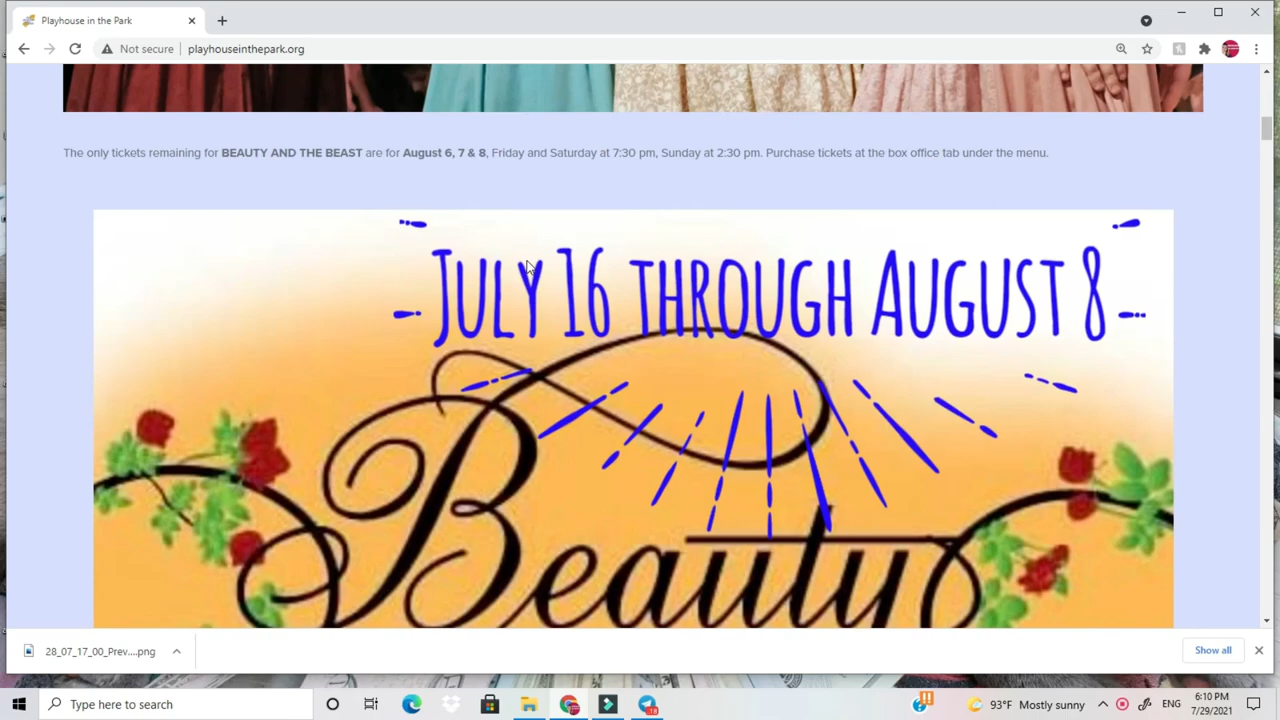 Playhouse in the Park
Not secure
playhouseinthepark.org
The only tickets remaining for BEAUTY AND THE BEAST are for August 6, 7 & 8, Friday and Saturday at 7:30 pm, Sunday at 2:30 pm. Purchase tickets at the box office tab under the menu.
JULY 16 THROUGH AUGUST 8
Beauty
28_07_17_00_Prev....png
Show all
Type here to search
18
93°F Mostly sunny
ENG
6:10 PM
7/29/2021